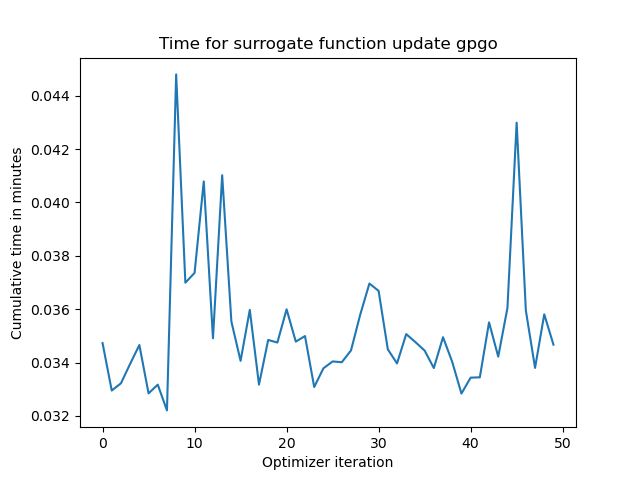 Time for surrogate function update gpgo
Cumulative time in minutes
0.044
0.042
0.040
0.038
0.036
0.034
0.032
0 10 20 30 40 50
Optimizer iteration